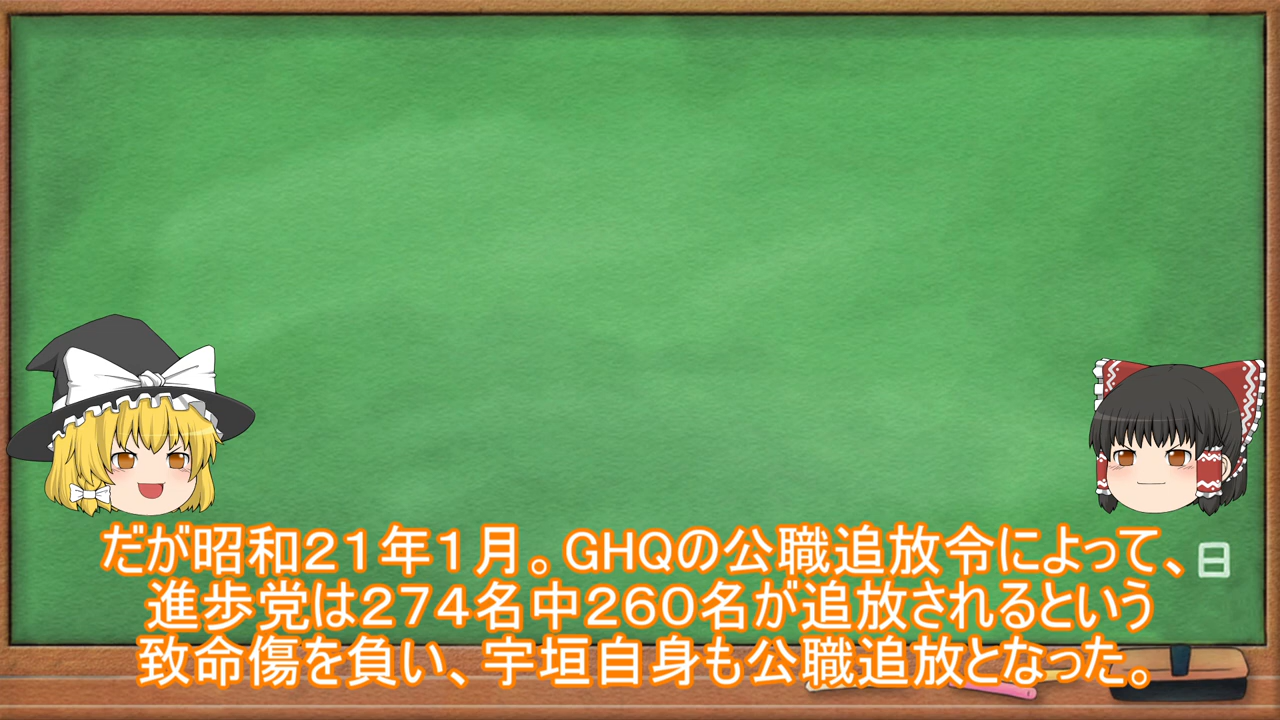 だが昭和２１年１月。GHQの公職追放令によって、
進歩党は２７４名中２６０名が追放されるという
致命傷を負い、宇垣自身も公職追放となった。
日